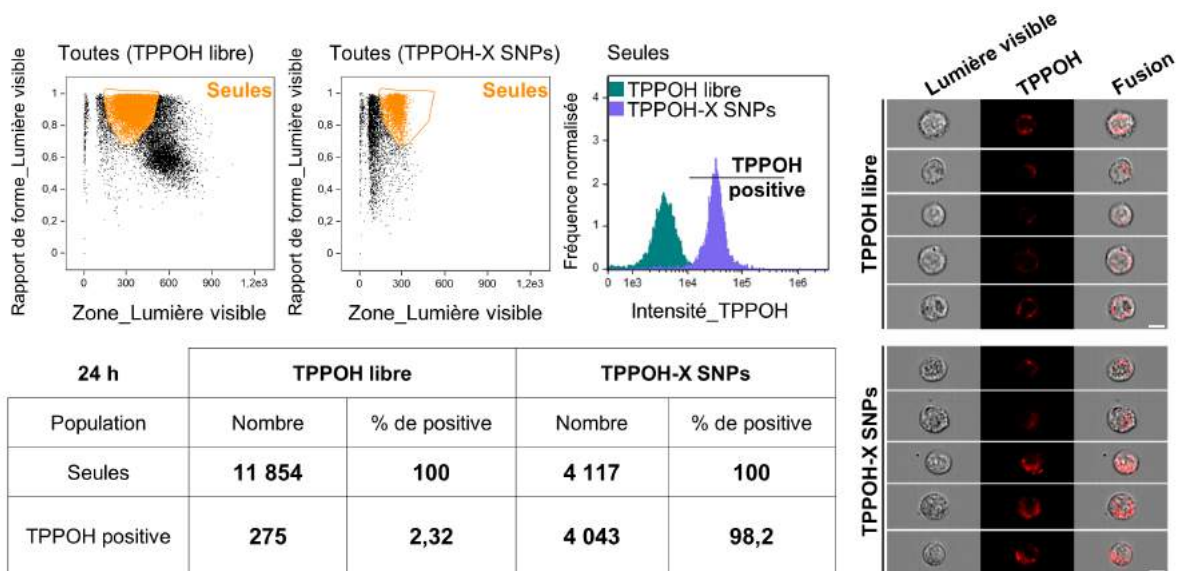 Toutes (TPPOH libre)
Seules
Rapport de forme_Lumière visible
1
0,8
0,6
0,4
0,2
0
0
300
600
900
1,2e3
Zone_Lumière visible
Toutes (TPPOH-X SNPs)
Seules
Rapport de forme_Lumière visible
1
0,8
0,6
0,4
0,2
0
0
300
600
900
1,2e3
Zone_Lumière visible
Seules
TPPOH libre
TPPOH-X SNPs
TPPOH
positive
Fréquence normalisée
4
3
2
1
0
0
1e3
1e4
1e5
1e6
Intensité_TPPOH
Lumière visible
TPPOH
Fusion
TPPOH libre
TPPOH-X SNPs
24 h
TPPOH libre
TPPOH-X SNPs
Population
Nombre
% de positive
Nombre
% de positive
Seules
11 854
100
4 117
100
TPPOH positive
275
2,32
4 043
98,2